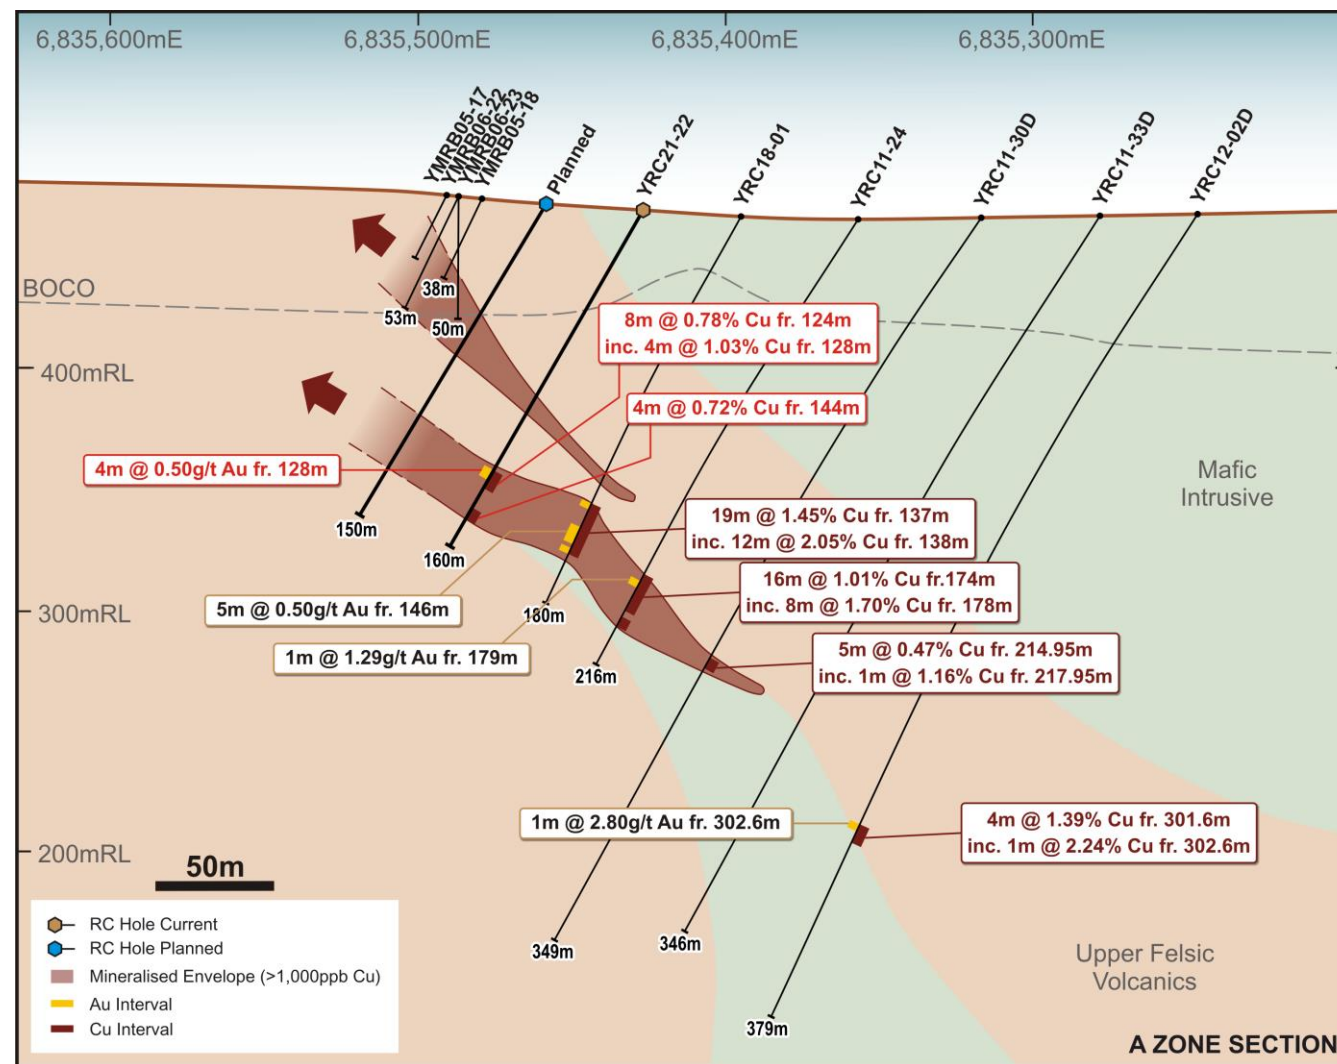 6,835,600mE
6,835,500mE
6,835,400mE
6,835,300mE
YMRB05-17
YMRB06-22
YMRB06-23
YMRB05-18
Planned
YRC21-22
YRC18-01
YRC11-24
YRC11-30D
YRC11-33D
YRC12-02D
BOCO
38m
53m
50m
8m @ 0.78% Cu fr. 124m
inc. 4m @ 1.03% Cu fr. 128m
400mRL
4m @ 0.72% Cu fr. 144m
4m @ 0.50g/t Au fr. 128m
Mafic
Intrusive
150m
160m
19m @ 1.45% Cu fr. 137m
inc. 12m @ 2.05% Cu fr. 138m
16m @ 1.01% Cu fr.174m
inc. 8m @ 1.70% Cu fr. 178m
5m @ 0.50g/t Au fr. 146m
300mRL
180m
1m @ 1.29g/t Au fr. 179m
5m @ 0.47% Cu fr. 214.95m
inc. 1m @ 1.16% Cu fr. 217.95m
216m
1m @ 2.80g/t Au fr. 302.6m
4m @ 1.39% Cu fr. 301.6m
inc. 1m @ 2.24% Cu fr. 302.6m
200mRL
50m
349m
346m
379m
Upper Felsic
Volcanics
RC Hole Current
RC Hole Planned
Mineralised Envelope (>1,000ppb Cu)
Au Interval
Cu Interval
A ZONE SECTION